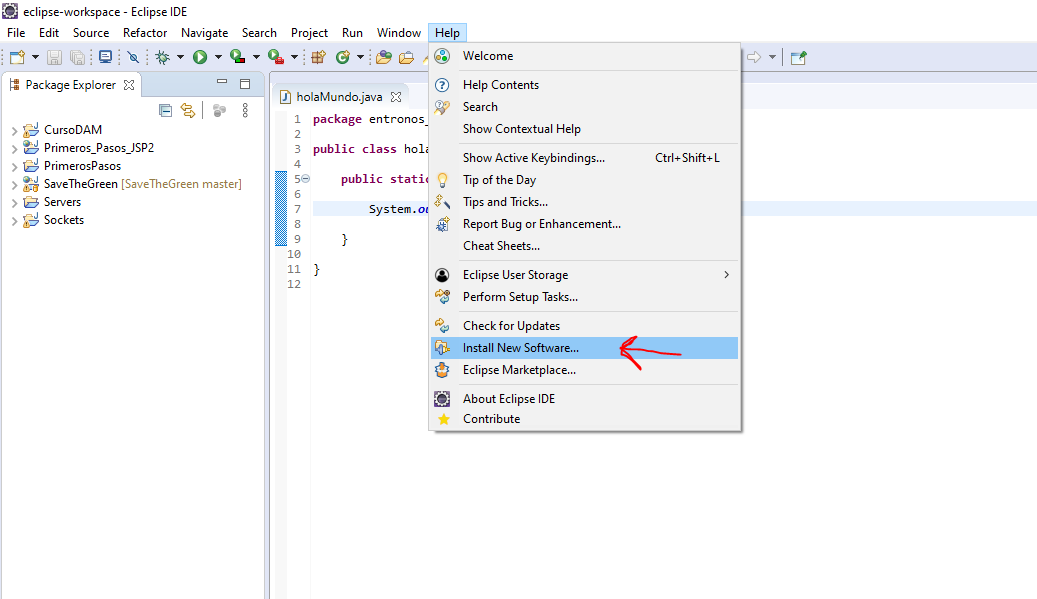 eclipse-workspace - Eclipse IDE
File Edit Source Refactor Navigate Search Project Run Window Help
Package Explorer
CursoDAM
Primeros_Pasos_JSP2
PrimerosPasos
SaveTheGreen [SaveTheGreen master]
Servers
Sockets
holaMundo.java
1 package entronos_
2
3 public class hola
4
5 public static
6
7 System.ou
8
9 }
10
11 }
12
Welcome
Help Contents
Search
Show Contextual Help
Show Active Keybindings... Ctrl+Shift+L
Tip of the Day
Tips and Tricks...
Report Bug or Enhancement...
Cheat Sheets...
Eclipse User Storage
Perform Setup Tasks...
Check for Updates
Install New Software...
Eclipse Marketplace...
About Eclipse IDE
Contribute